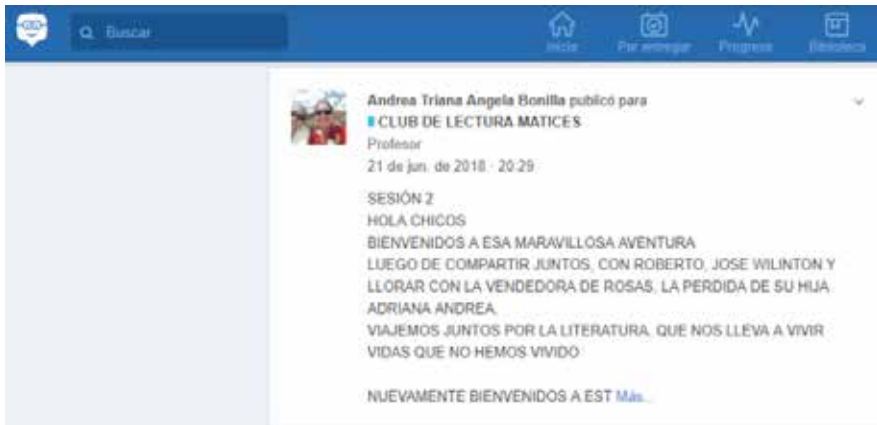 Buscar
Inicio Por entregar Progreso Biblioteca
Andrea Triana Angela Bonilla publicó para
CLUB DE LECTURA MATICES
Profesor
21 de jun. de 2018 · 20:29
SESIÓN 2
HOLA CHICOS
BIENVENIDOS A ESA MARAVILLOSA AVENTURA
LUEGO DE COMPARTIR JUNTOS, CON ROBERTO, JOSE WILINTON Y
LLORAR CON LA VENDEDORA DE ROSAS, LA PERDIDA DE SU HIJA
ADRIANA ANDREA.
VIAJEMOS JUNTOS POR LA LITERATURA. QUE NOS LLEVA A VIVIR
VIDAS QUE NO HEMOS VIVIDO
NUEVAMENTE BIENVENIDOS A EST Más...